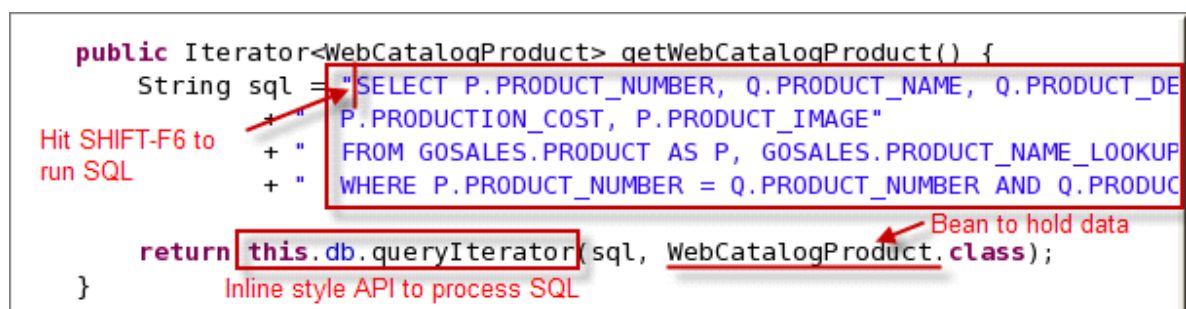 public Iterator<WebCatalogProduct> getWebCatalogProduct() {
String sql = "SELECT P.PRODUCT_NUMBER, Q.PRODUCT_NAME, Q.PRODUCT_DE
+ " P.PRODUCTION_COST, P.PRODUCT_IMAGE"
Hit SHIFT-F6 to
run SQL
+ " FROM GOSALES.PRODUCT AS P, GOSALES.PRODUCT_NAME_LOOKUP
+ " WHERE P.PRODUCT_NUMBER = Q.PRODUCT_NUMBER AND Q.PRODUC
Bean to hold data
return this.db.queryIterator(sql, WebCatalogProduct.class);
} Inline style API to process SQL